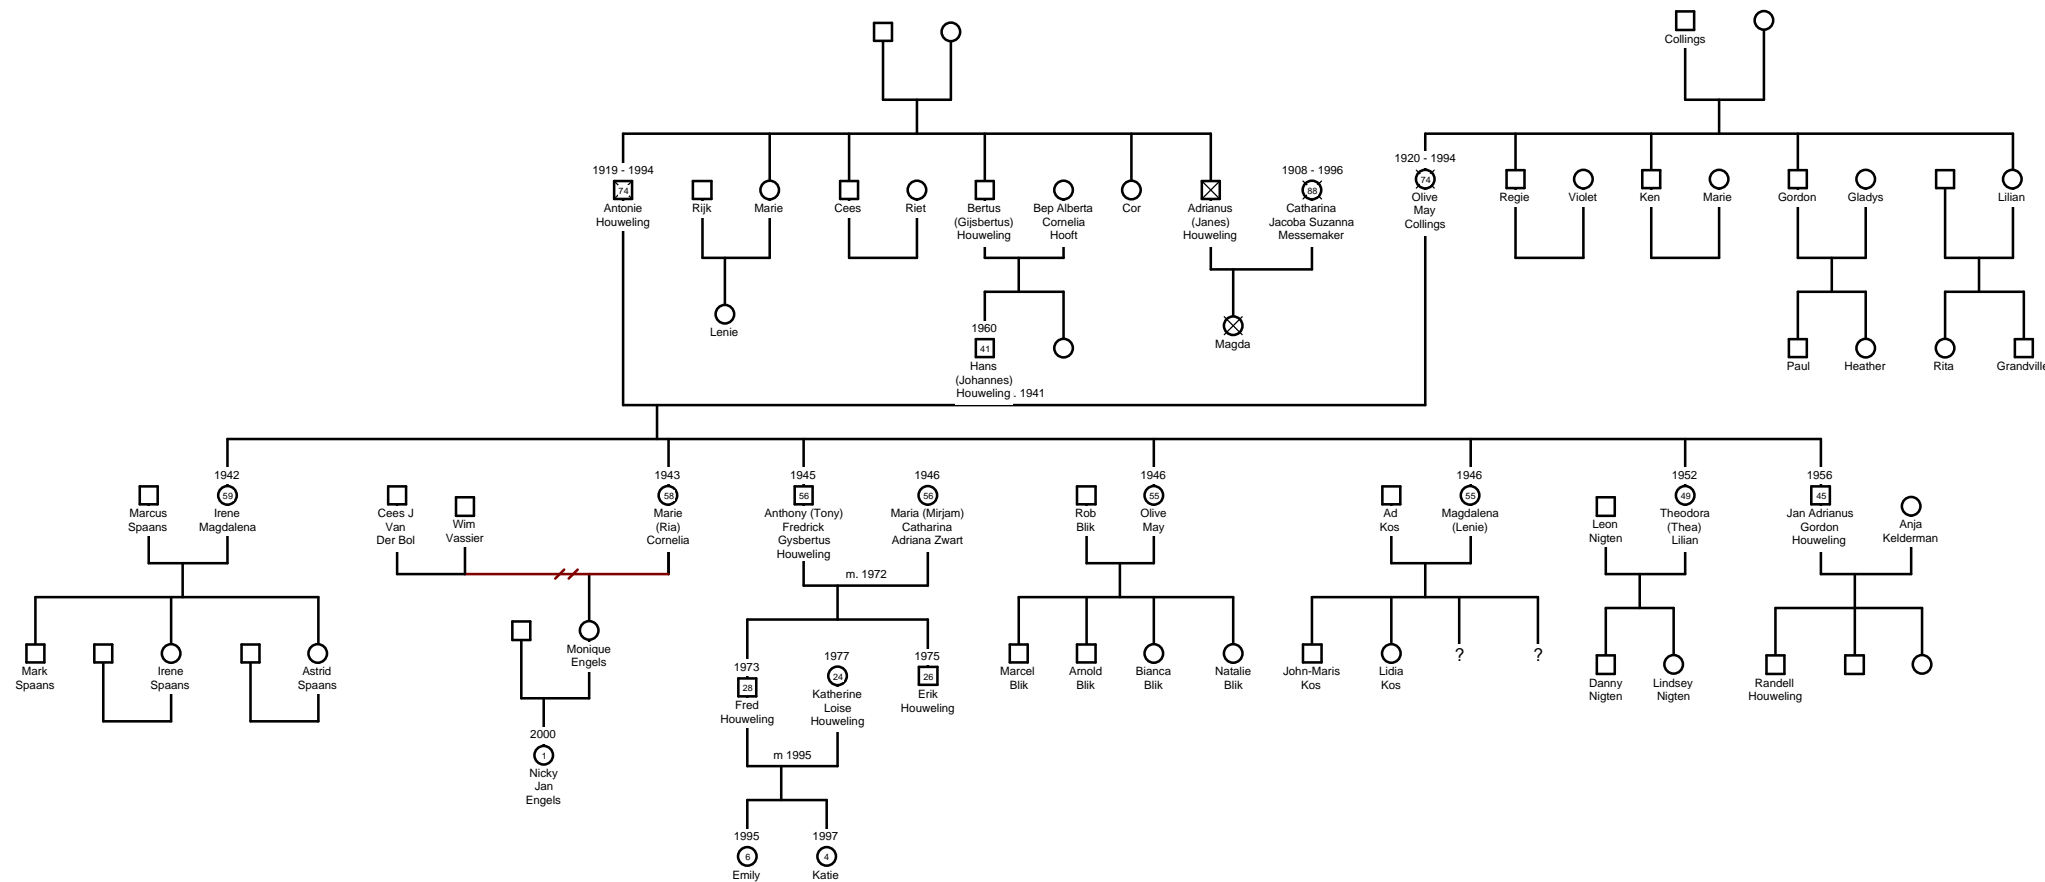 Collings
1919 - 1994
74
Antonie
Houweling
Rijk
Marie
Cees
Riet
Bertus
(Gijsbertus)
Houweling
Bep Alberta
Cornelia
Hooft
Cor
Adrianus
(Janes)
Houweling
1908 - 1996
88
Catharina
Jacoba Suzanna
Messemaker
1920 - 1994
74
Olive
May
Collings
Regie
Violet
Ken
Marie
Gordon
Gladys
Lilian
Lenie
1960
41
Hans
(Johannes)
Houweling
. 1941
Magda
Paul
Heather
Rita
Grandville
Marcus
Spaans
1942
59
Irene
Magdalena
Cees J
Van
Der Bol
Wim
Vassier
1943
58
Marie
(Ria)
Cornelia
1945
56
Anthony (Tony)
Fredrick
Gysbertus
Houweling
1946
56
Maria (Mirjam)
Catharina
Adriana Zwart
m. 1972
Rob
Blik
1946
55
Olive
May
Ad
Kos
1946
55
Magdalena
(Lenie)
Leon
Nigten
1952
49
Theodora
(Thea)
Lilian
1956
45
Jan Adrianus
Gordon
Houweling
Anja
Kelderman
Mark
Spaans
Irene
Spaans
Astrid
Spaans
Monique
Engels
1973
28
Fred
Houweling
1977
24
Katherine
Loise
Houweling
1975
26
Erik
Houweling
Marcel
Blik
Arnold
Blik
Bianca
Blik
Natalie
Blik
John-Maris
Kos
Lidia
Kos
?
?
Danny
Nigten
Lindsey
Nigten
Randell
Houweling
2000
1
Nicky
Jan
Engels
m 1995
1995
6
Emily
1997
4
Katie